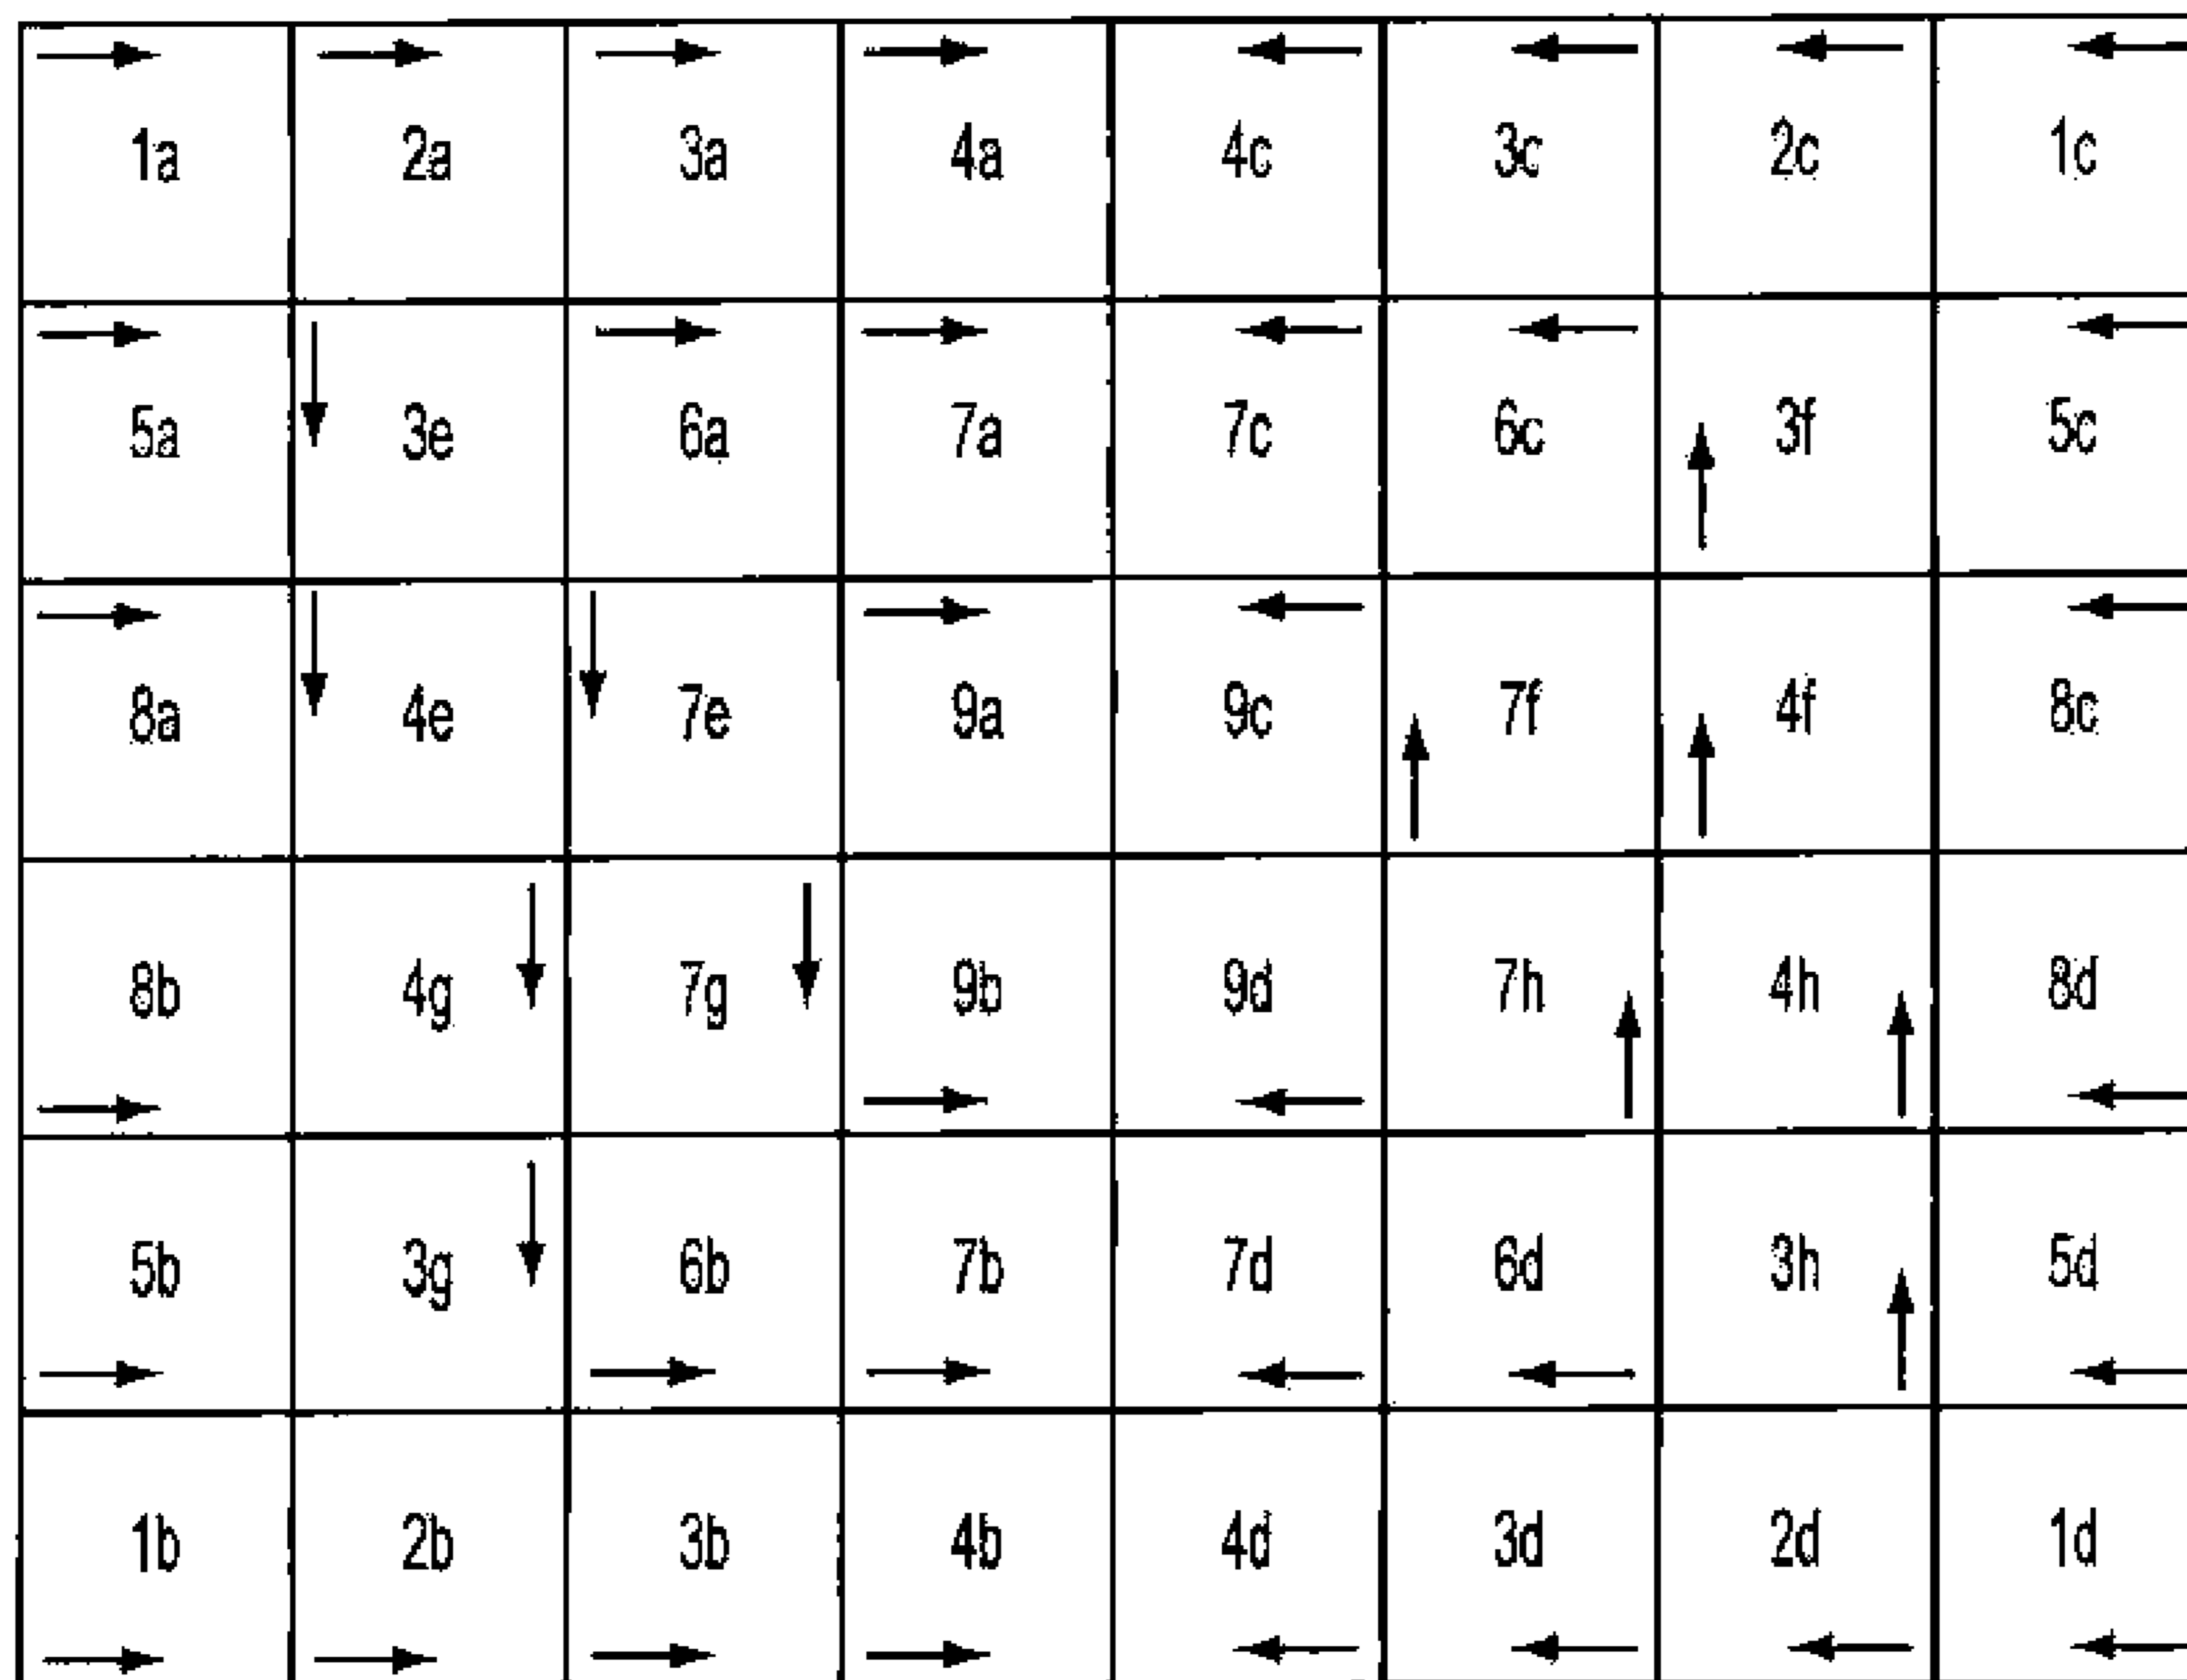 1a 2a 3a 4a 4c 3c 2c 1c
5a 3e 6a 7a 7c 6c 3f 5c
8a 4e 7e 9a 9c 7f 4f 8c
8b 4g 7g 9b 9d 7h 4h 8d
5b 3g 6b 7b 7d 6d 3h 5d
1b 2b 3b 4b 4d 3d 2d 1d